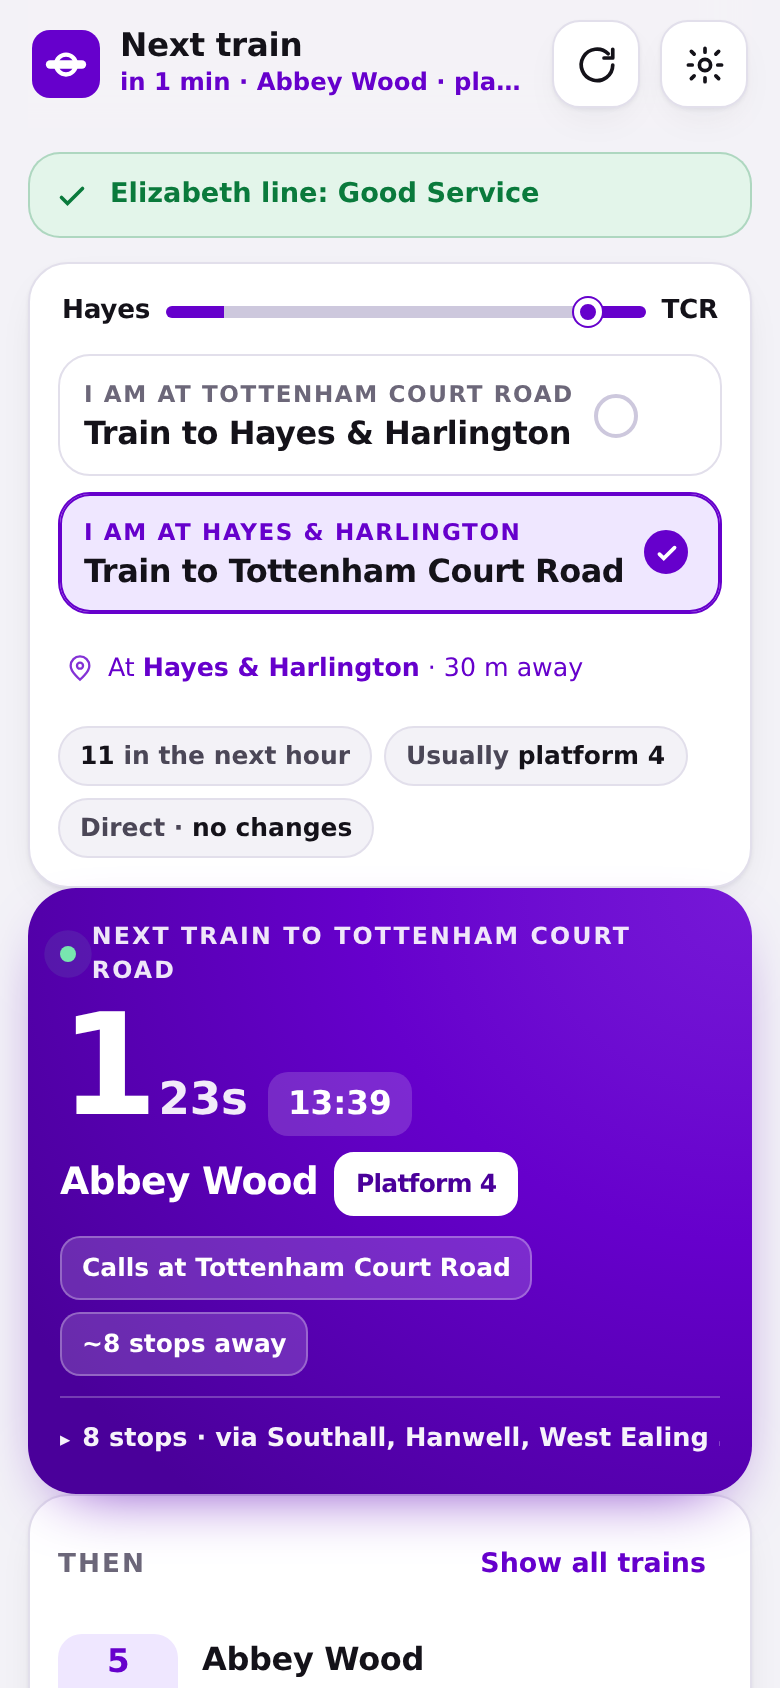 Next train
in 1 min · Abbey Wood · pla…
Elizabeth line: Good Service
Hayes
TCR
I AM AT TOTTENHAM COURT ROAD
Train to Hayes & Harlington
I AM AT HAYES & HARLINGTON
Train to Tottenham Court Road
At Hayes & Harlington · 30 m away
11 in the next hour
Usually platform 4
Direct · no changes
NEXT TRAIN TO TOTTENHAM COURT
ROAD
1 23s 13:39
Abbey Wood Platform 4
Calls at Tottenham Court Road
~8 stops away
▸ 8 stops · via Southall, Hanwell, West Ealing
THEN
Show all trains
5
Abbey Wood